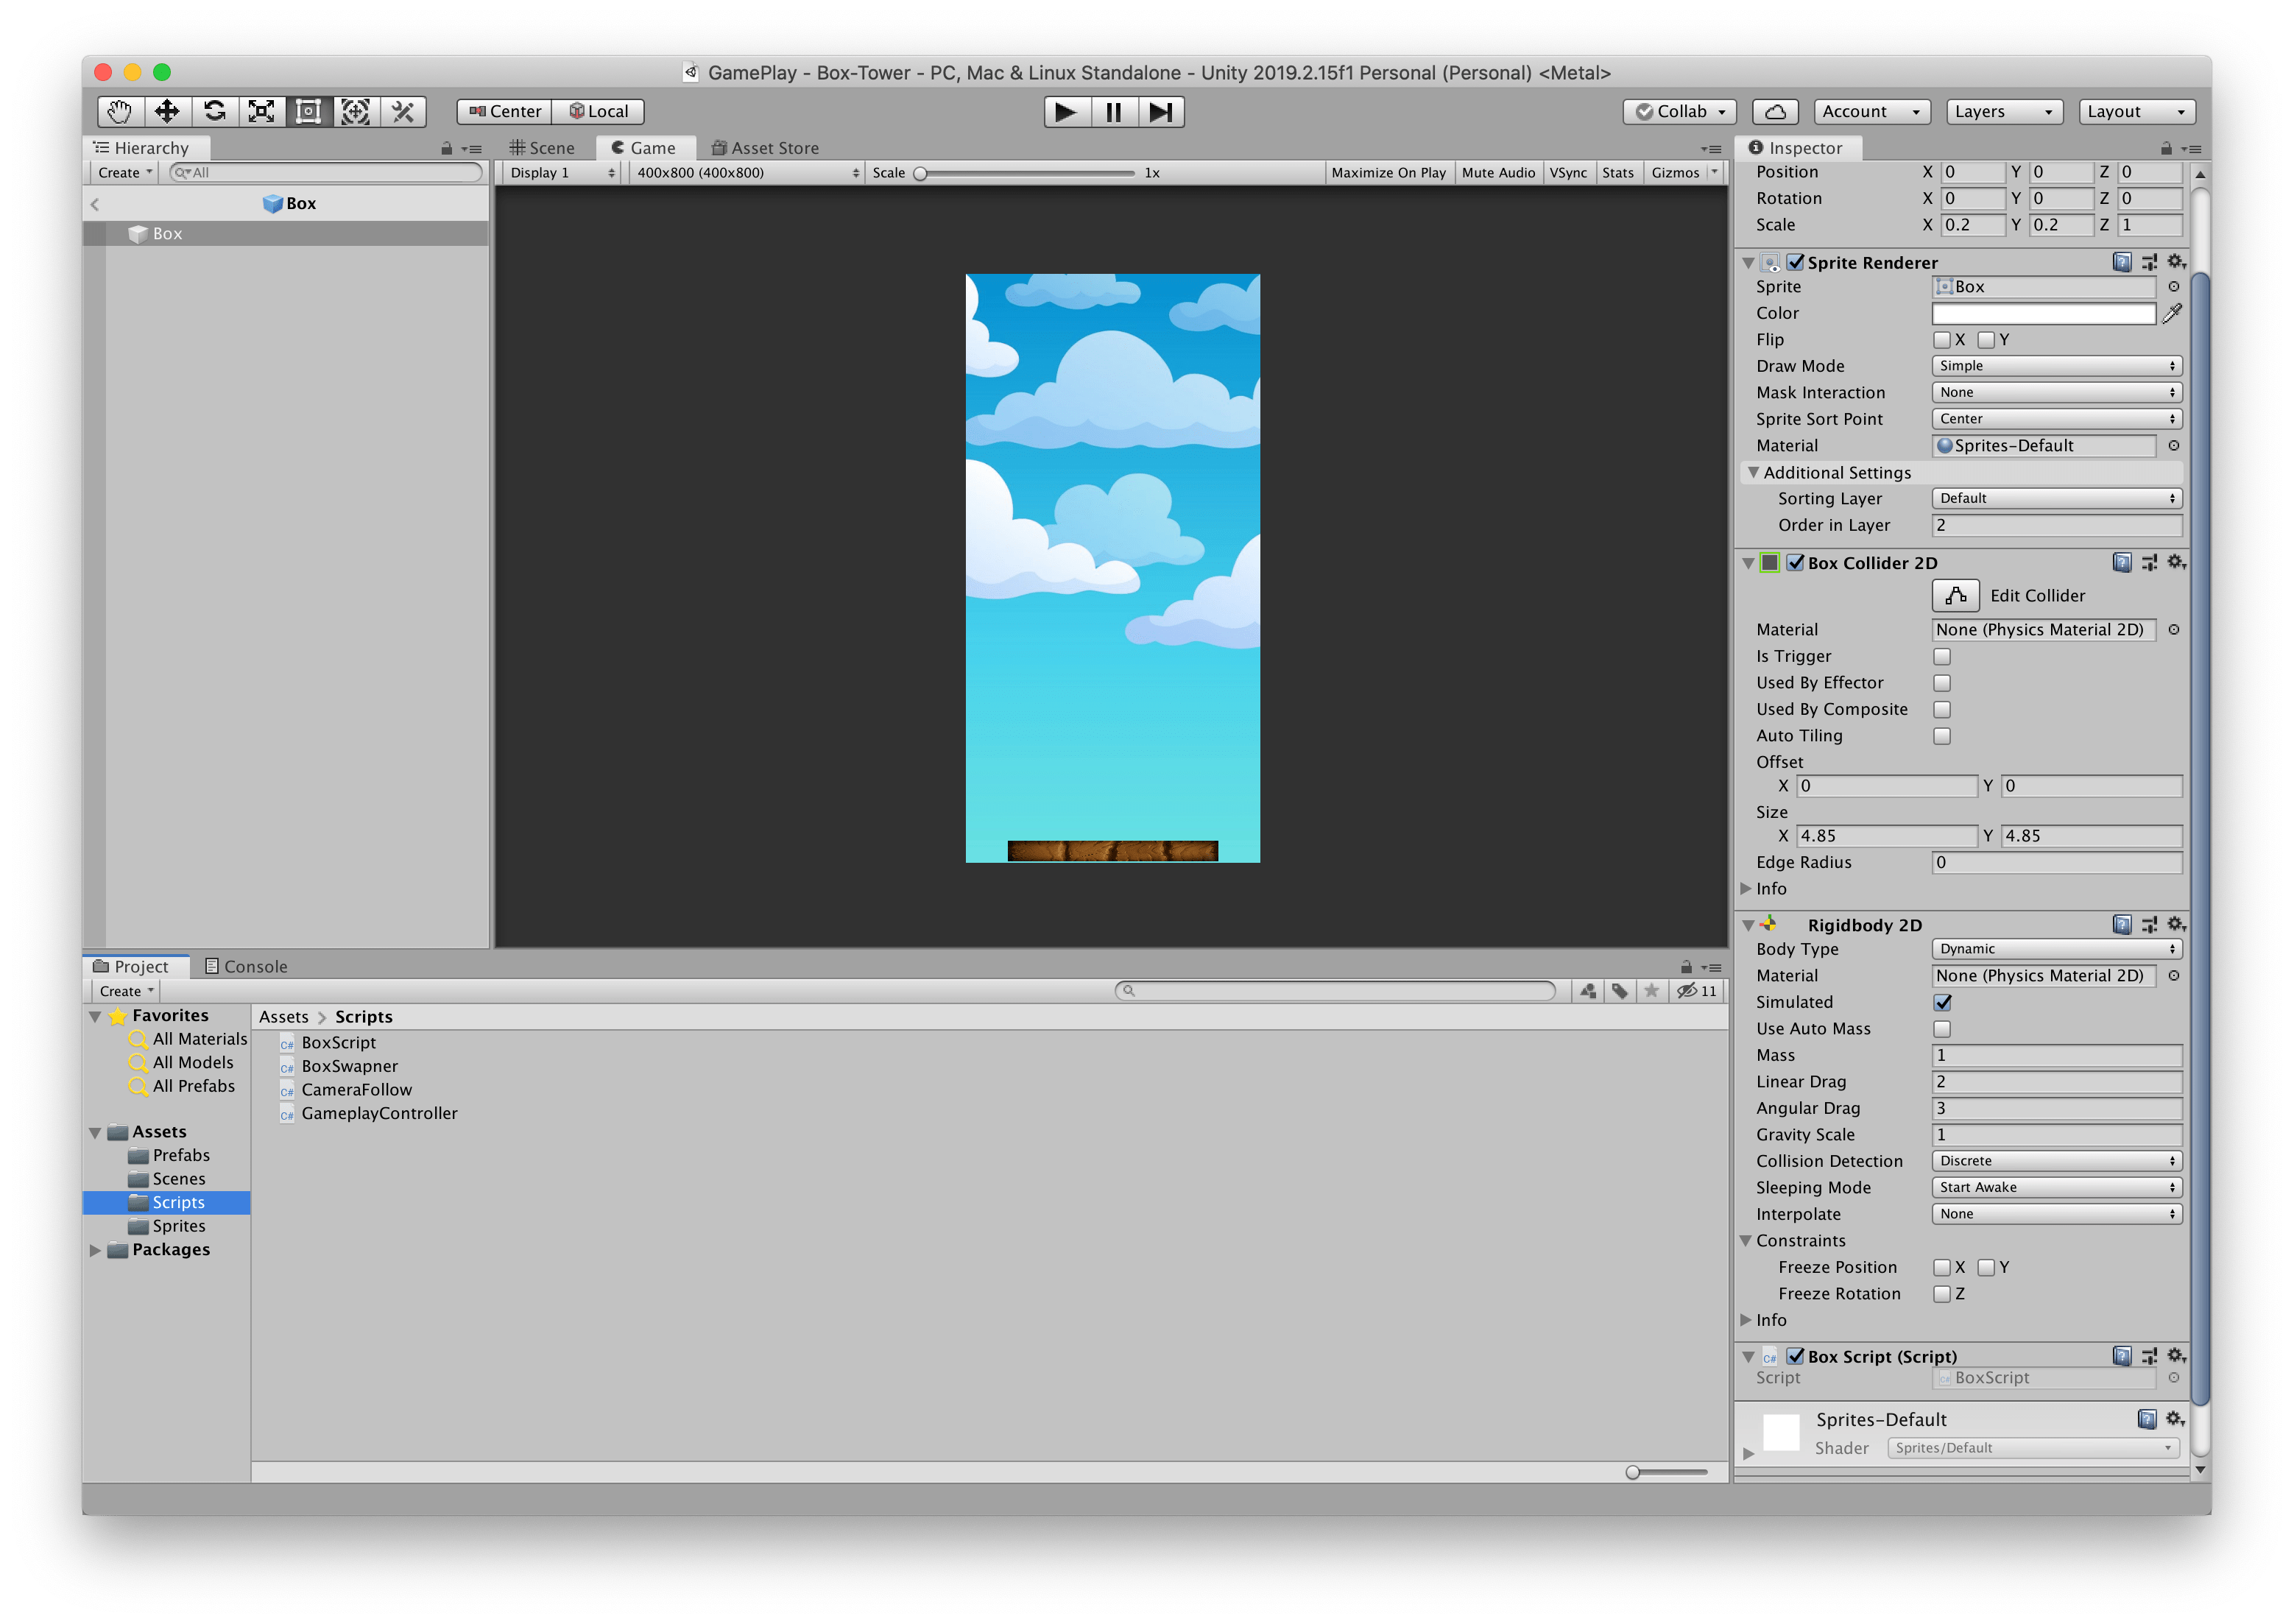 GamePlay - Box-Tower - PC, Mac & Linux Standalone - Unity 2019.2.15f1 Personal (Personal) <Metal>
Center Local Collab Account Layers Layout
Hierarchy
Create All
Box
Box
Scene Game Asset Store
Display 1 400x800 (400x800) Scale 1x Maximize On Play Mute Audio VSync Stats Gizmos
Inspector
Position X 0 Y 0 Z 0
Rotation X 0 Y 0 Z 0
Scale X 0.2 Y 0.2 Z 1
Sprite Renderer
Sprite Box
Color
Flip X Y
Draw Mode Simple
Mask Interaction None
Sprite Sort Point Center
Material Sprites-Default
Additional Settings
Sorting Layer Default
Order in Layer 2
Box Collider 2D
Edit Collider
Material None (Physics Material 2D)
Is Trigger
Used By Effector
Used By Composite
Auto Tiling
Offset
X 0 Y 0
Size
X 4.85 Y 4.85
Edge Radius 0
Info
Rigidbody 2D
Body Type Dynamic
Material None (Physics Material 2D)
Simulated
Use Auto Mass
Mass 1
Linear Drag 2
Angular Drag 3
Gravity Scale 1
Collision Detection Discrete
Sleeping Mode Start Awake
Interpolate None
Constraints
Freeze Position X Y
Freeze Rotation Z
Info
C# Box Script (Script)
Script BoxScript
Sprites-Default
Shader Sprites/Default
Project Console
Create 11
Favorites
All Materials
All Models
All Prefabs
Assets
Prefabs
Scenes
Scripts
Sprites
Packages
Assets > Scripts
C# BoxScript
C# BoxSwapner
C# CameraFollow
C# GameplayController